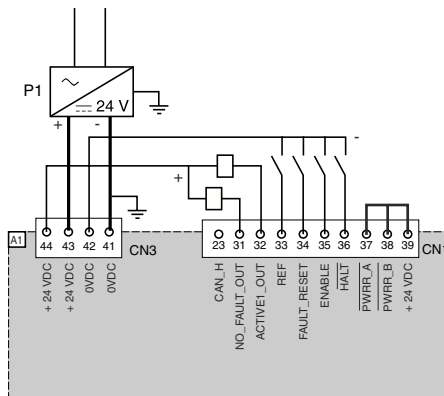 P1
24 V
+
-
-
+
A1
44 43 42 41
CN3
23 31 32 33 34 35 36 37 38 39
CN1
+ 24 VDC
+ 24 VDC
0VDC
0VDC
CAN_H
NO_FAULT_OUT
ACTIVE1_OUT
REF
FAULT_RESET
ENABLE
HALT
PWRR_A
PWRR_B
+ 24 VDC